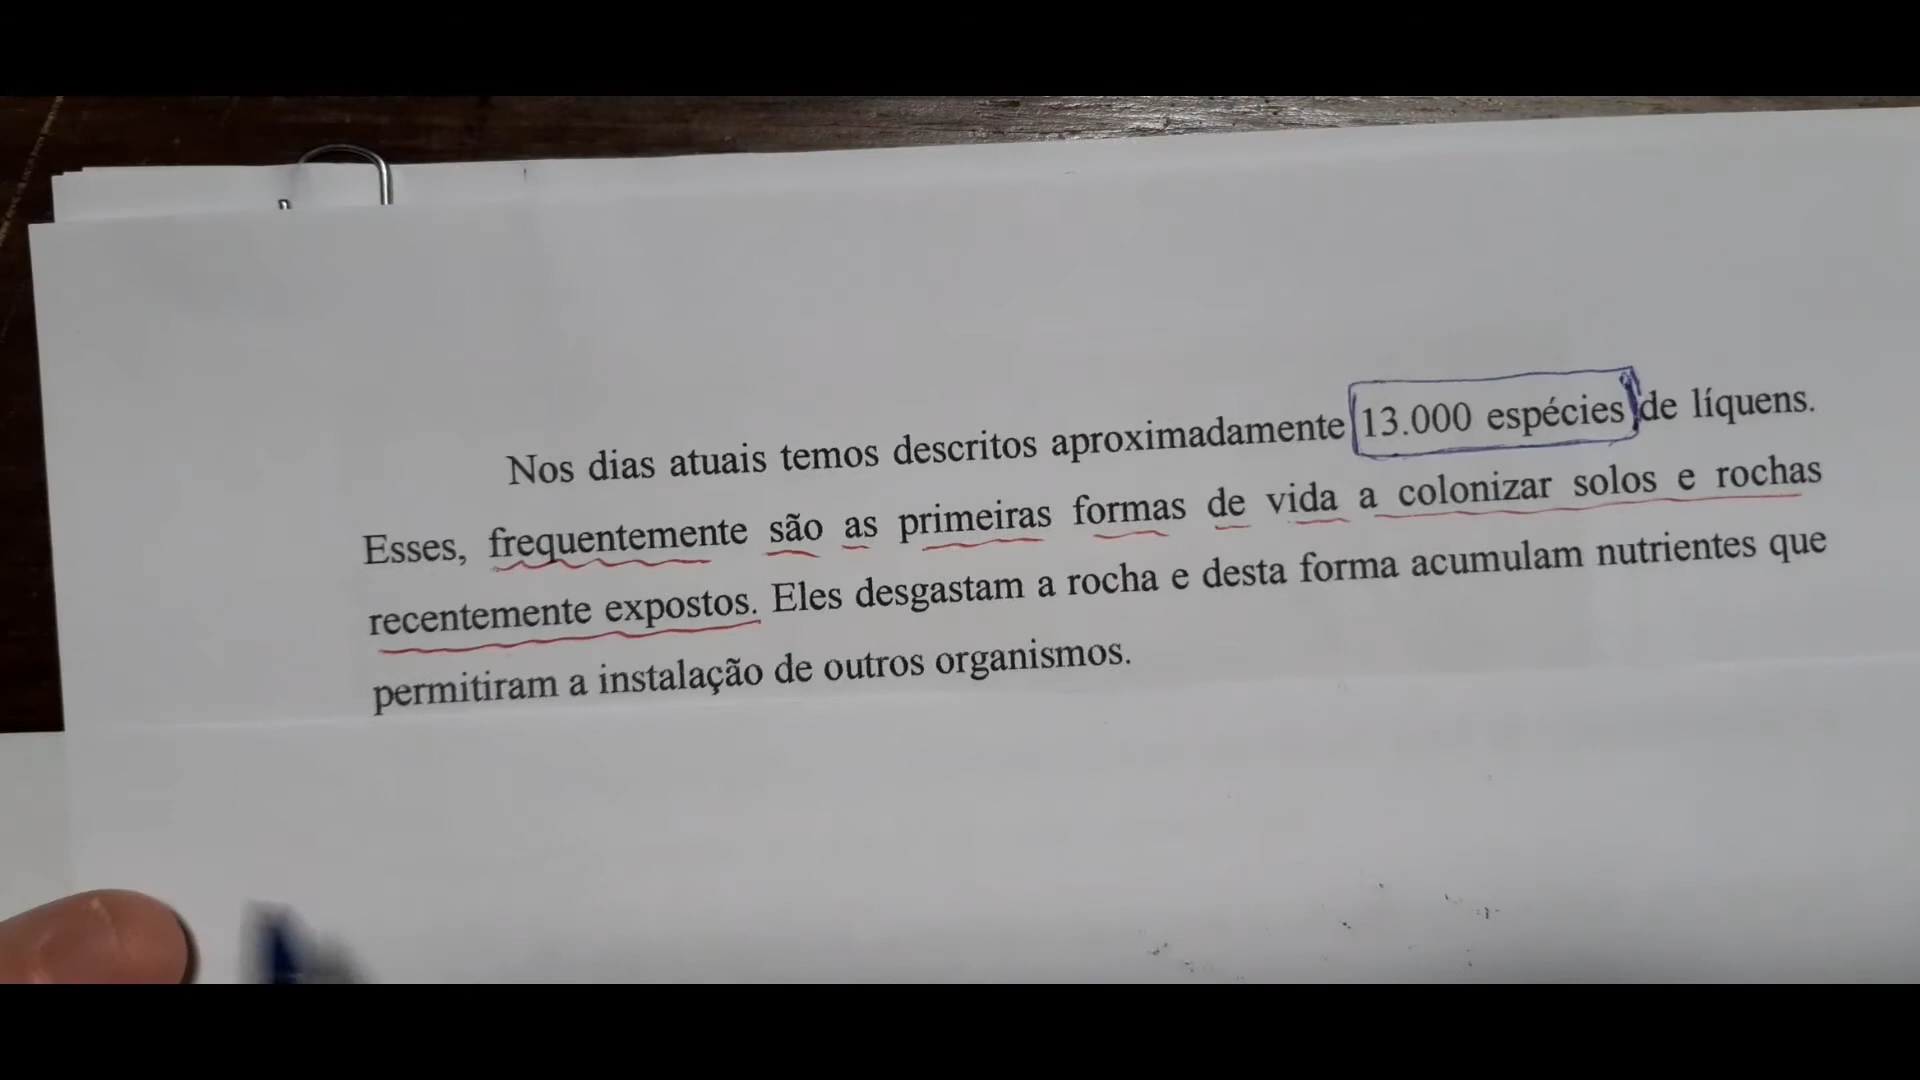 Nos dias atuais temos descritos aproximadamente 13.000 espécies de líquens.
Esses, frequentemente são as primeiras formas de vida a colonizar solos e rochas
recentemente expostos. Eles desgastam a rocha e desta forma acumulam nutrientes que
permitiram a instalação de outros organismos.